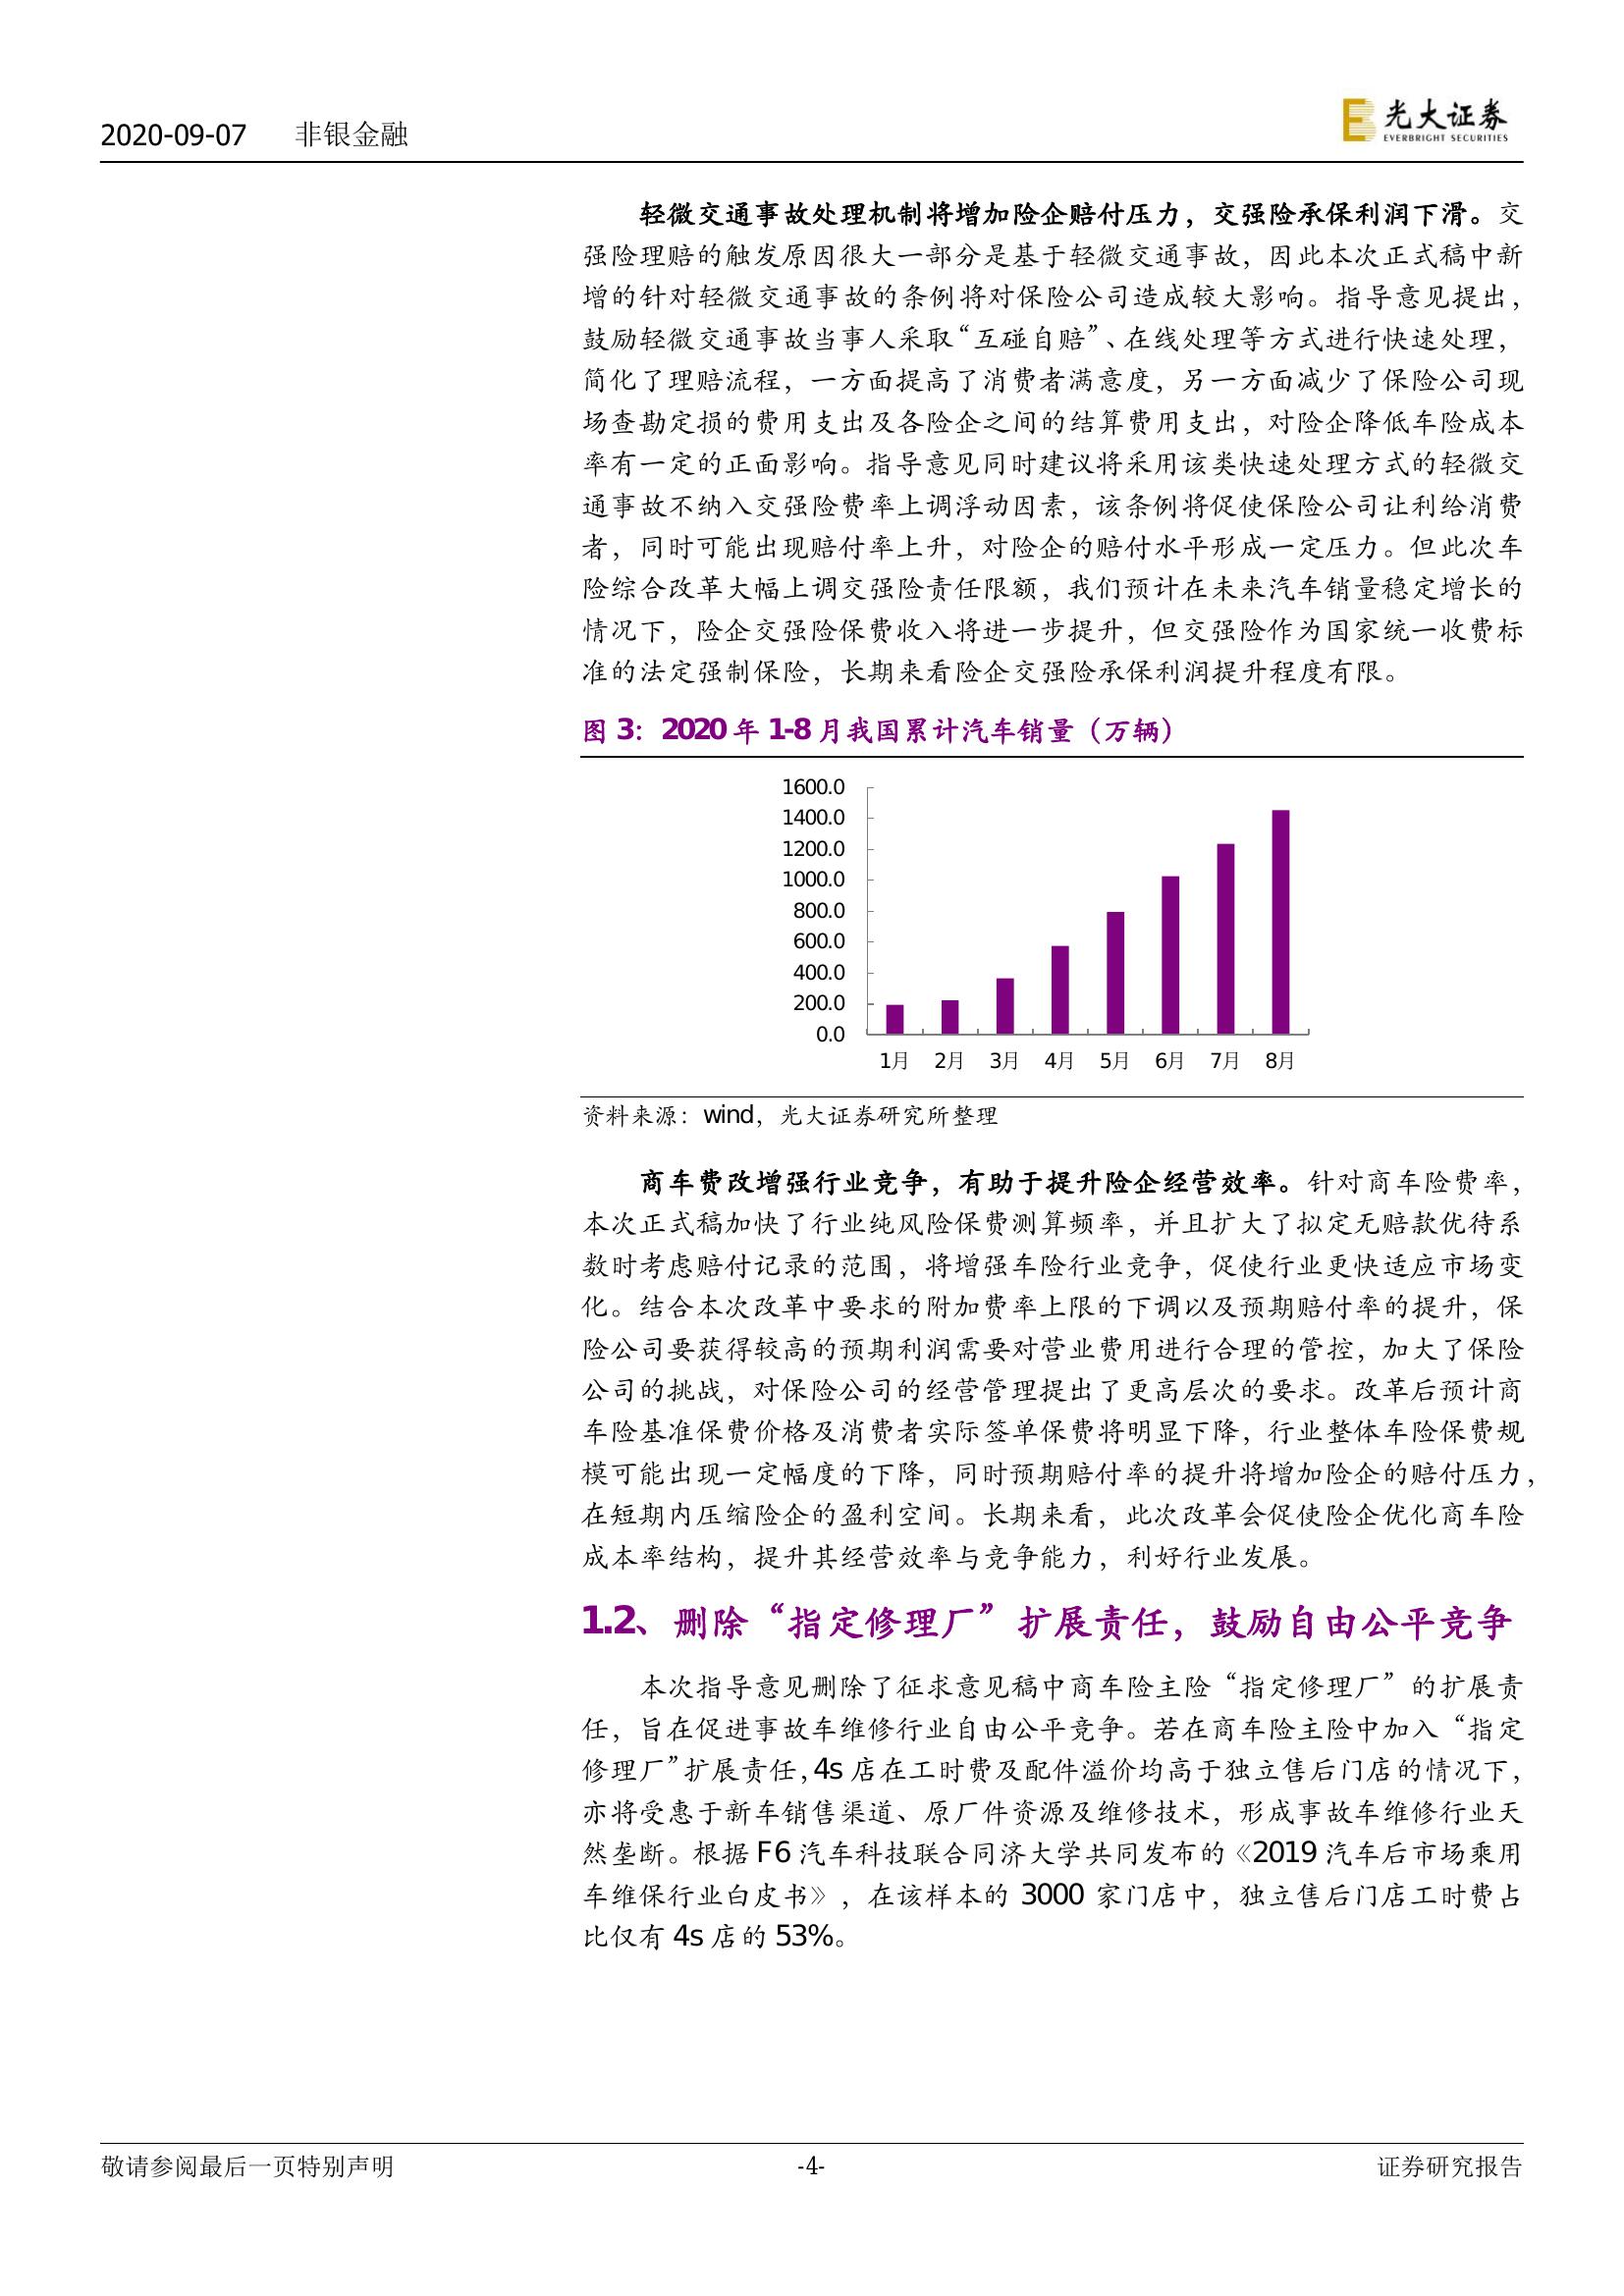 2020-09-07 非银金融
光大证券
EVERBRIGHT SECURITIES
轻微交通事故处理机制将增加险企赔付压力，交强险承保利润下滑。交
强险理赔的触发原因很大一部分是基于轻微交通事故，因此本次正式稿中新
增的针对轻微交通事故的条例将对保险公司造成较大影响。指导意见提出，
鼓励轻微交通事故当事人采取“互碰自赔”、在线处理等方式进行快速处理，
简化了理赔流程，一方面提高了消费者满意度，另一方面减少了保险公司现
场查勘定损的费用支出及各险企之间的结算费用支出，对险企降低车险成本
率有一定的正面影响。指导意见同时建议将采用该类快速处理方式的轻微交
通事故不纳入交强险费率上调浮动因素，该条例将促使保险公司让利给消费
者，同时可能出现赔付率上升，对险企的赔付水平形成一定压力。但此次车
险综合改革大幅上调交强险责任限额，我们预计在未来汽车销量稳定增长的
情况下，险企交强险保费收入将进一步提升，但交强险作为国家统一收费标
准的法定强制保险，长期来看险企交强险承保利润提升程度有限。
图 3：2020 年 1-8 月我国累计汽车销量（万辆）
1600.0
1400.0
1200.0
1000.0
800.0
600.0
400.0
200.0
0.0
1月 2月 3月 4月 5月 6月 7月 8月
资料来源：wind，光大证券研究所整理
商车费改增强行业竞争，有助于提升险企经营效率。针对商车险费率，
本次正式稿加快了行业纯风险保费测算频率，并且扩大了拟定无赔款优待系
数时考虑赔付记录的范围，将增强车险行业竞争，促使行业更快适应市场变
化。结合本次改革中要求的附加费率上限的下调以及预期赔付率的提升，保
险公司要获得较高的预期利润需要对营业费用进行合理的管控，加大了保险
公司的挑战，对保险公司的经营管理提出了更高层次的要求。改革后预计商
车险基准保费价格及消费者实际签单保费将明显下降，行业整体车险保费规
模可能出现一定幅度的下降，同时预期赔付率的提升将增加险企的赔付压力，
在短期内压缩险企的盈利空间。长期来看，此次改革会促使险企优化商车险
成本率结构，提升其经营效率与竞争能力，利好行业发展。
1.2、删除“指定修理厂”扩展责任，鼓励自由公平竞争
本次指导意见删除了征求意见稿中商车险主险“指定修理厂”的扩展责
任，旨在促进事故车维修行业自由公平竞争。若在商车险主险中加入“指定
修理厂”扩展责任，4s 店在工时费及配件溢价均高于独立售后门店的情况下，
亦将受惠于新车销售渠道、原厂件资源及维修技术，形成事故车维修行业天
然垄断。根据 F6 汽车科技联合同济大学共同发布的《2019 汽车后市场乘用
车维保行业白皮书》，在该样本的 3000 家门店中，独立售后门店工时费占
比仅有 4s 店的 53%。
敬请参阅最后一页特别声明 -4- 证券研究报告